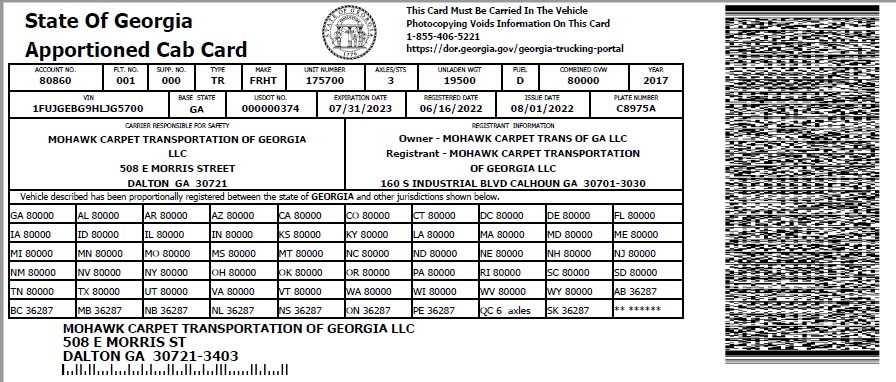 State Of Georgia
Apportioned Cab Card
This Card Must Be Carried In The Vehicle
Photocopying Voids Information On This Card
1-855-406-5221
https://dor.georgia.gov/georgia-trucking-portal
ACCOUNT NO. FLT. NO. SUPP. NO. TYPE MAKE UNIT NUMBER AXLES/STS UNLADEN WGT FUEL COMBINED GVW YEAR
80860 001 000 TR FRHT 175700 3 19500 D 80000 2017
VIN BASE STATE USDOT NO. EXPIRATION DATE REGISTERED DATE ISSUE DATE PLATE NUMBER
1FUJGEBG9HLJG5700 GA 000000374 07/31/2023 06/16/2022 08/01/2022 C8975A
CARRIER RESPONSIBLE FOR SAFETY
MOHAWK CARPET TRANSPORTATION OF GEORGIA
LLC
508 E MORRIS STREET
DALTON GA 30721
REGISTRANT INFORMATION
Owner - MOHAWK CARPET TRANS OF GA LLC
Registrant - MOHAWK CARPET TRANSPORTATION
OF GEORGIA LLC
160 S INDUSTRIAL BLVD CALHOUN GA 30701-3030
Vehicle described has been proportionally registered between the state of GEORGIA and other jurisdictions shown below.
GA 80000 AL 80000 AR 80000 AZ 80000 CA 80000 CO 80000 CT 80000 DC 80000 DE 80000 FL 80000
IA 80000 ID 80000 IL 80000 IN 80000 KS 80000 KY 80000 LA 80000 MA 80000 MD 80000 ME 80000
MI 80000 MN 80000 MO 80000 MS 80000 MT 80000 NC 80000 ND 80000 NE 80000 NH 80000 NJ 80000
NM 80000 NV 80000 NY 80000 OH 80000 OK 80000 OR 80000 PA 80000 RI 80000 SC 80000 SD 80000
TN 80000 TX 80000 UT 80000 VA 80000 VT 80000 WA 80000 WI 80000 WV 80000 WY 80000 AB 36287
BC 36287 MB 36287 NB 36287 NL 36287 NS 36287 ON 36287 PE 36287 QC 6 axles SK 36287 ** ******
MOHAWK CARPET TRANSPORTATION OF GEORGIA LLC
508 E MORRIS ST
DALTON GA 30721-3403